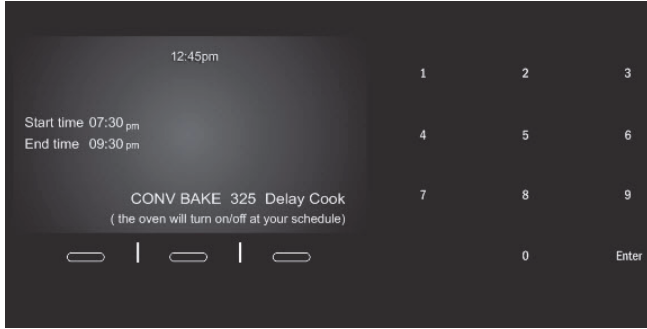 12:45pm
Start time 07:30 pm
End time 09:30 pm
CONV BAKE 325 Delay Cook
( the oven will turn on/off at your schedule)
1 2 3
4 5 6
7 8 9
0 Enter